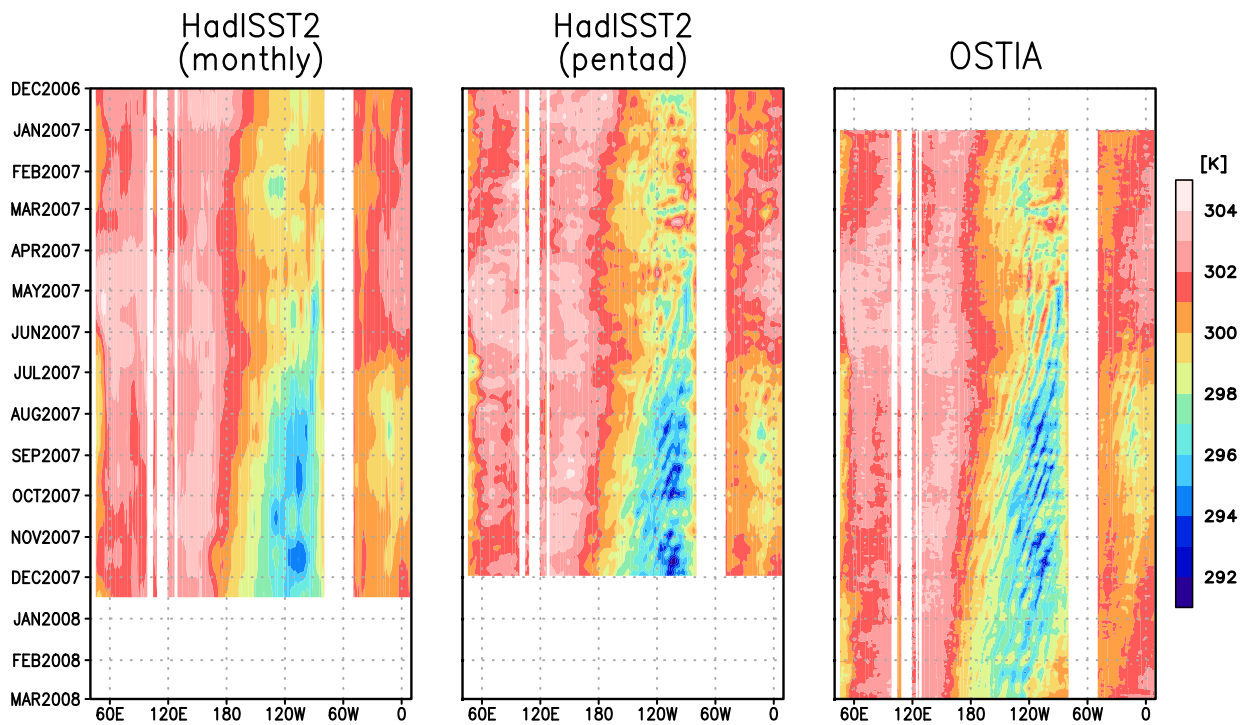 HadISST2
(monthly)
HadISST2
(pentad)
OSTIA
DEC2006
JAN2007
FEB2007
MAR2007
APR2007
MAY2007
JUN2007
JUL2007
AUG2007
SEP2007
OCT2007
NOV2007
DEC2007
JAN2008
FEB2008
MAR2008
60E 120E 180 120W 60W 0
60E 120E 180 120W 60W 0
60E 120E 180 120W 60W 0
[K]
304
302
300
298
296
294
292